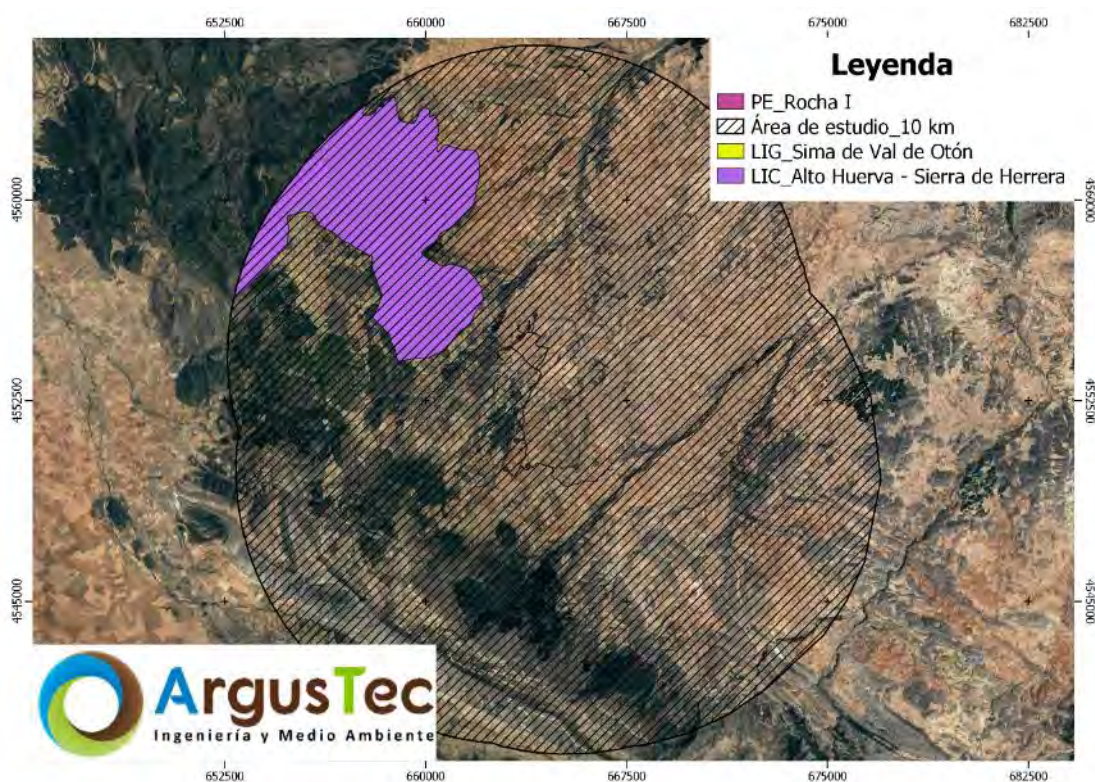 652500 660000 667500 675000 682500
Leyenda
PE_Rocha I
Área de estudio_10 km
LIG_Sima de Val de Otón
LIC_Alto Huerva - Sierra de Herrera
4560000 4560000
4552500 4552500
4545000 4545000
ArgusTec
Ingeniería y Medio Ambiente
652500 660000 667500 675000 682500